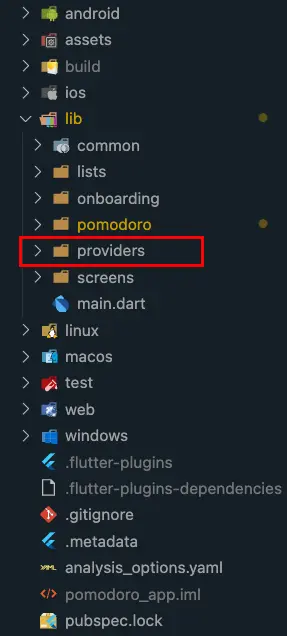 android
assets
build
ios
lib
common
lists
onboarding
pomodoro
providers
screens
main.dart
linux
macos
test
web
windows
.flutter-plugins
.flutter-plugins-dependencies
.gitignore
.metadata
analysis_options.yaml
pomodoro_app.iml
pubspec.lock